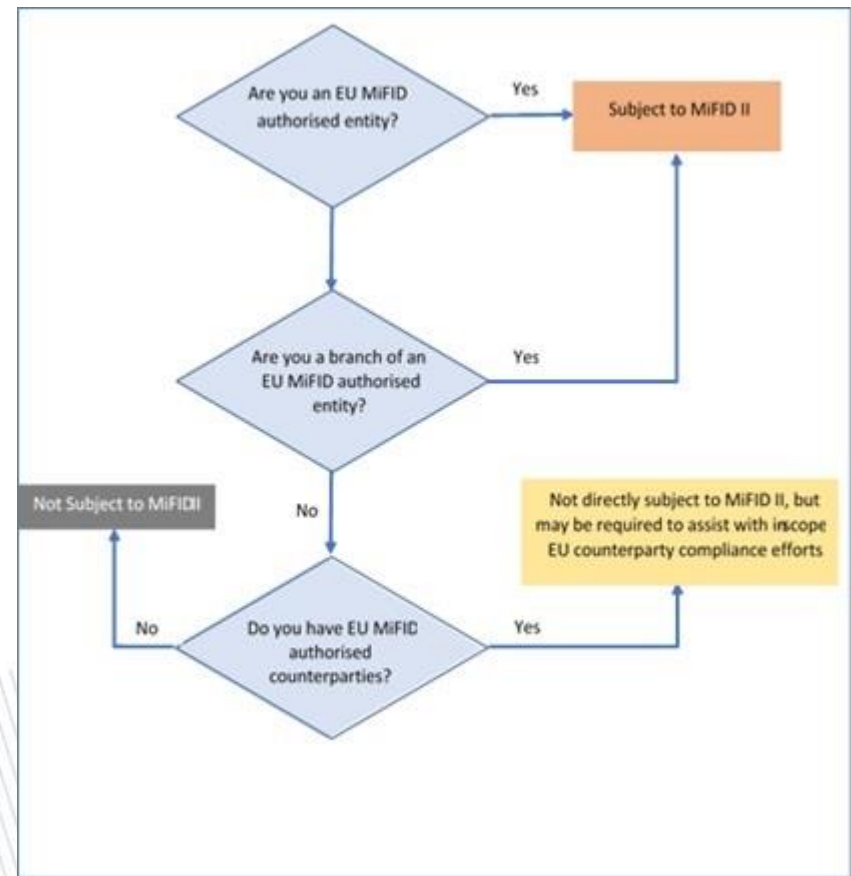 Are you an EU MiFID
authorised entity?
Yes
Subject to MiFID II
Are you a branch of an
EU MiFID authorised
entity?
Yes
Not Subject to MiFIDII
No
Not directly subject to MiFID II, but
may be required to assist with inscope
EU counterparty compliance efforts
No
Do you have EU MiFID
authorised
counterparties?
Yes